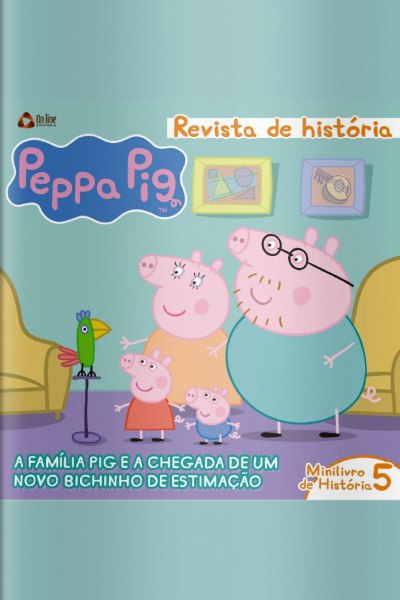 On line
EDITORA
Revista de história
Peppa Pig
TM
A FAMÍLIA PIG E A CHEGADA DE UM
NOVO BICHINHO DE ESTIMAÇÃO
Minilivro
de História 5